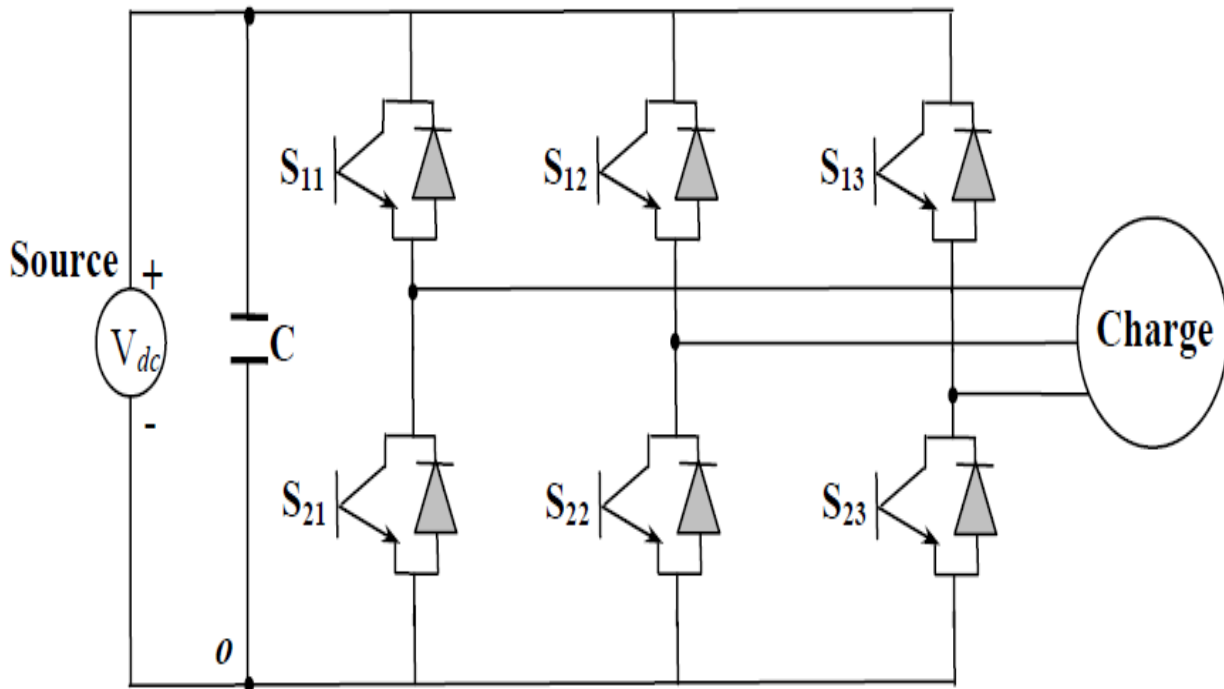 S₁₁
S₁₂
S₁₃
Source
+
V_dc
C
Charge
-
S₂₁
S₂₂
S₂₃
0